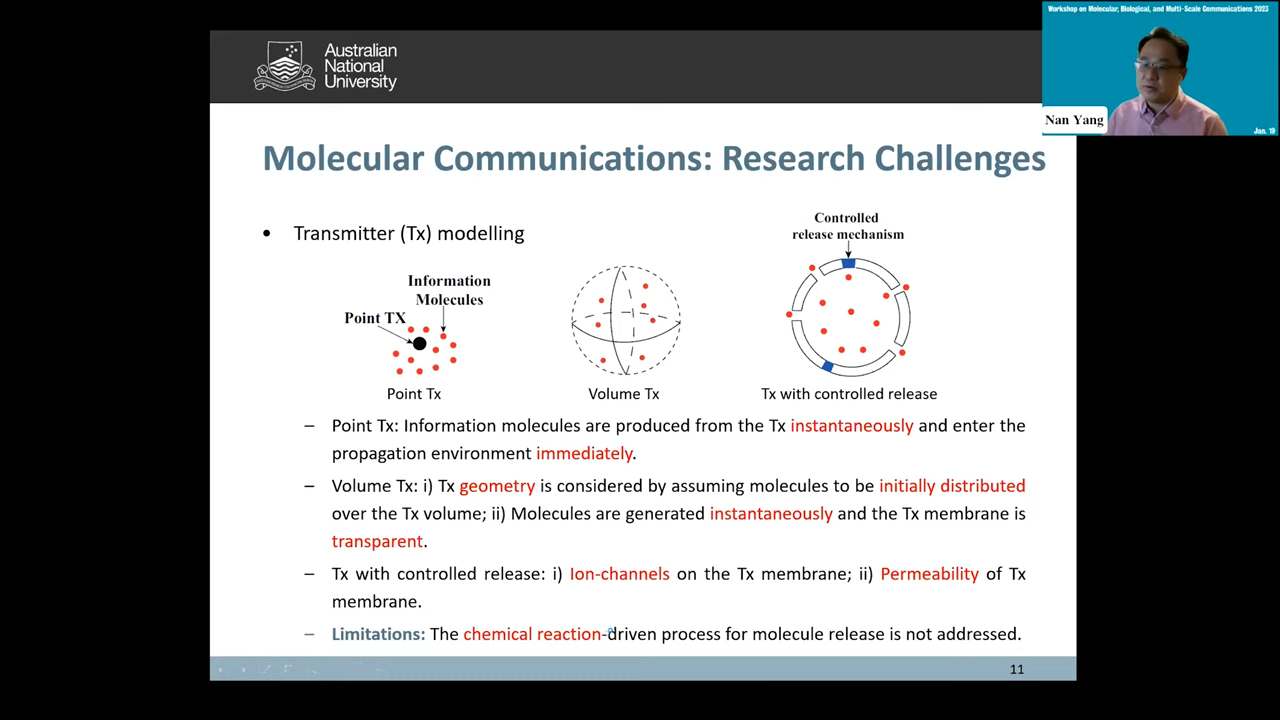 Workshop on Molecular, Biological, and Multi-Scale Communications 2023
Nan Yang
Jan. 19
Australian
National
University
Molecular Communications: Research Challenges
• Transmitter (Tx) modelling
Information
Molecules
Point TX
Controlled
release mechanism
Point Tx
Volume Tx
Tx with controlled release
– Point Tx: Information molecules are produced from the Tx instantaneously and enter the
propagation environment immediately.
– Volume Tx: i) Tx geometry is considered by assuming molecules to be initially distributed
over the Tx volume; ii) Molecules are generated instantaneously and the Tx membrane is
transparent.
– Tx with controlled release: i) Ion-channels on the Tx membrane; ii) Permeability of Tx
membrane.
– Limitations: The chemical reaction-driven process for molecule release is not addressed.
11